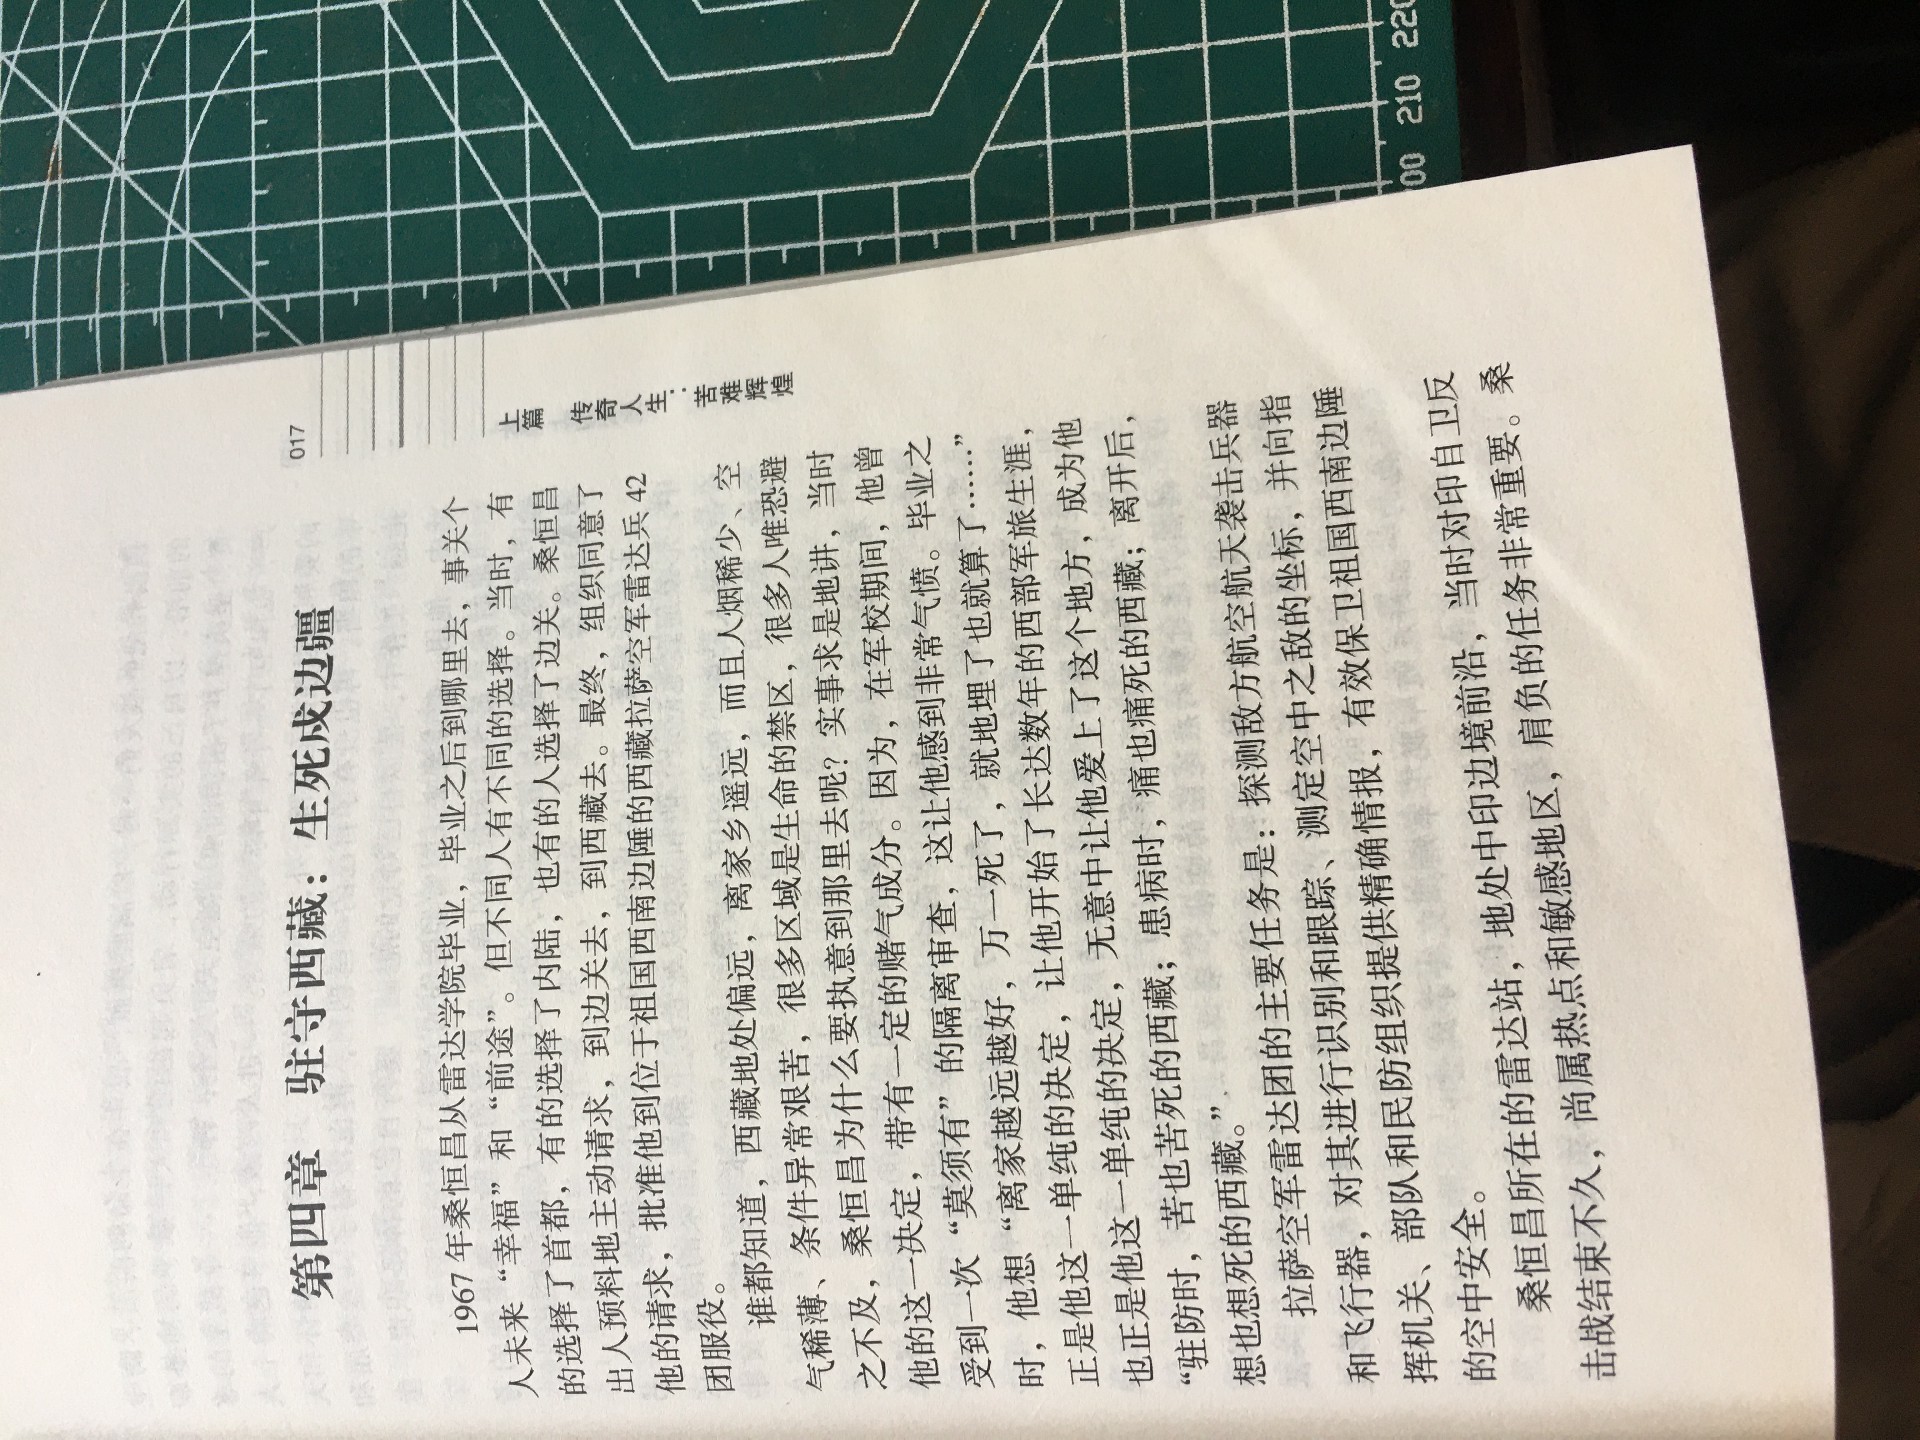 017
上篇 传奇人生：苦难辉煌
第四章 驻守西藏：生死戍边疆
1967 年桑恒昌从雷达学院毕业，毕业之后到哪里去，事关个
人未来“幸福”和“前途”。但不同人有不同的选择。当时，有
的选择了首都，有的选择了内陆，也有的人选择了边关。桑恒昌
出人预料地主动请求，到边关去，到西藏去。最终，组织同意了
他的请求，批准他到位于祖国西南边陲的西藏拉萨空军雷达兵 42
团服役。
谁都知道，西藏地处偏远，离家乡遥远，而且人烟稀少、空
气稀薄、条件异常艰苦，很多区域是生命的禁区，很多人唯恐避
之不及，桑恒昌为什么要执意到那里去呢？实事求是地讲，当时
他的这一决定，带有一定的赌气成分。因为，在军校期间，他曾
受到一次“莫须有”的隔离审查，这让他感到非常气愤。毕业之
时，他想“离家越远越好，万一死了，就地埋了也就算了……”
正是他这一单纯的决定，让他开始了长达数年的西部军旅生涯，
也正是他这一单纯的决定，无意中让他爱上了这个地方，成为他
“驻防时，苦也苦死的西藏；患病时，痛也痛死的西藏；离开后，
想也想死的西藏。”
拉萨空军雷达团的主要任务是：探测敌方航空航天袭击兵器
和飞行器，对其进行识别和跟踪、测定空中之敌的坐标，并向指
挥机关、部队和民防组织提供精确情报，有效保卫祖国西南边陲
的空中安全。
桑恒昌所在的雷达站，地处中印边境前沿，当时对印自卫反
击战结束不久，尚属热点和敏感地区，肩负的任务非常重要。桑
00 210 220